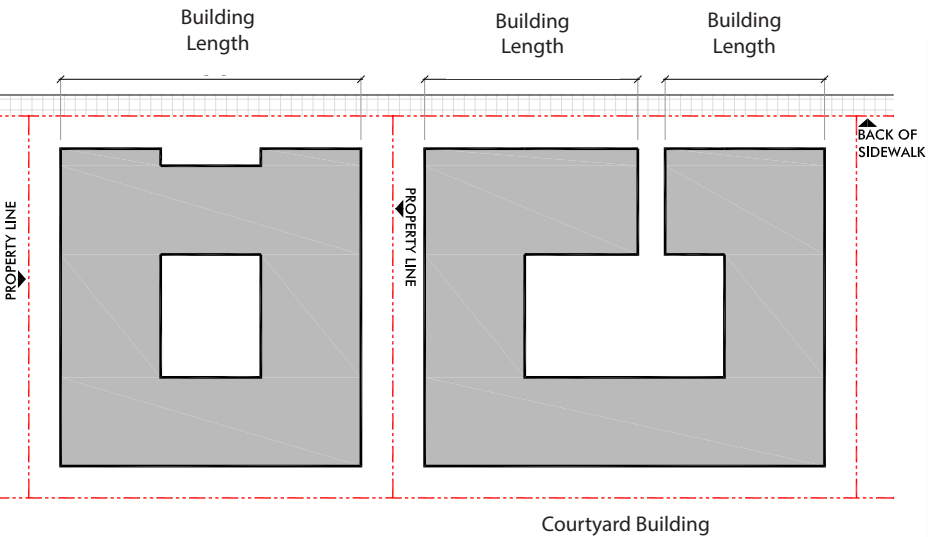 Building
Length
Building
Length
Building
Length
BACK OF
SIDEWALK
PROPERTY LINE
PROPERTY LINE
Courtyard Building